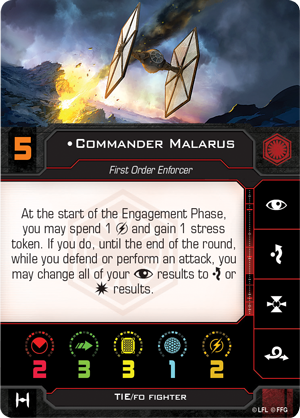 • Commander Malarus
5
First Order Enforcer
At the start of the Engagement Phase,
you may spend 1 and gain 1 stress
token. If you do, until the end of the round,
while you defend or perform an attack, you
may change all of your results to or
results.
2 3 3 1 2
TIE/fo Fighter
© LFL © FFG